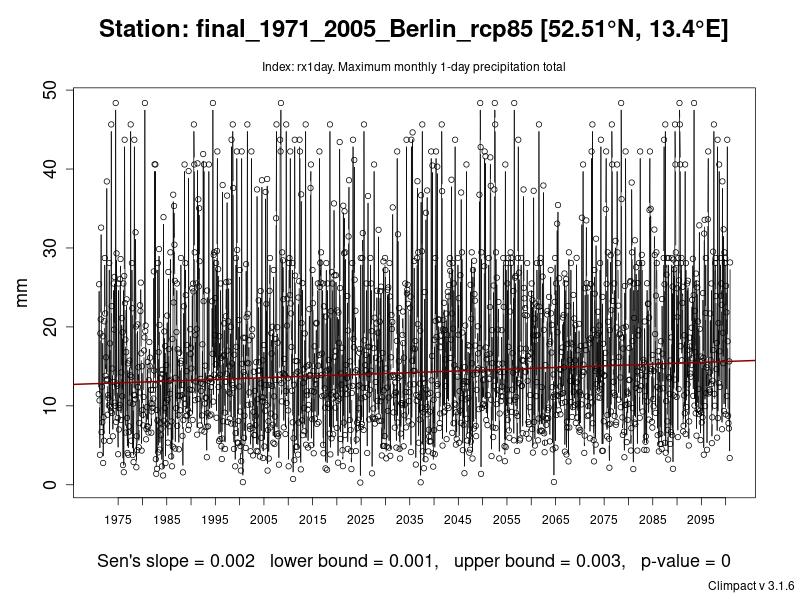 Station: final_1971_2005_Berlin_rcp85 [52.51°N, 13.4°E]
Index: rx1day. Maximum monthly 1-day precipitation total
50
40
30
20
10
0
mm
1975 1985 1995 2005 2015 2025 2035 2045 2055 2065 2075 2085 2095
Sen's slope = 0.002 lower bound = 0.001, upper bound = 0.003, p-value = 0
Climpact v 3.1.6